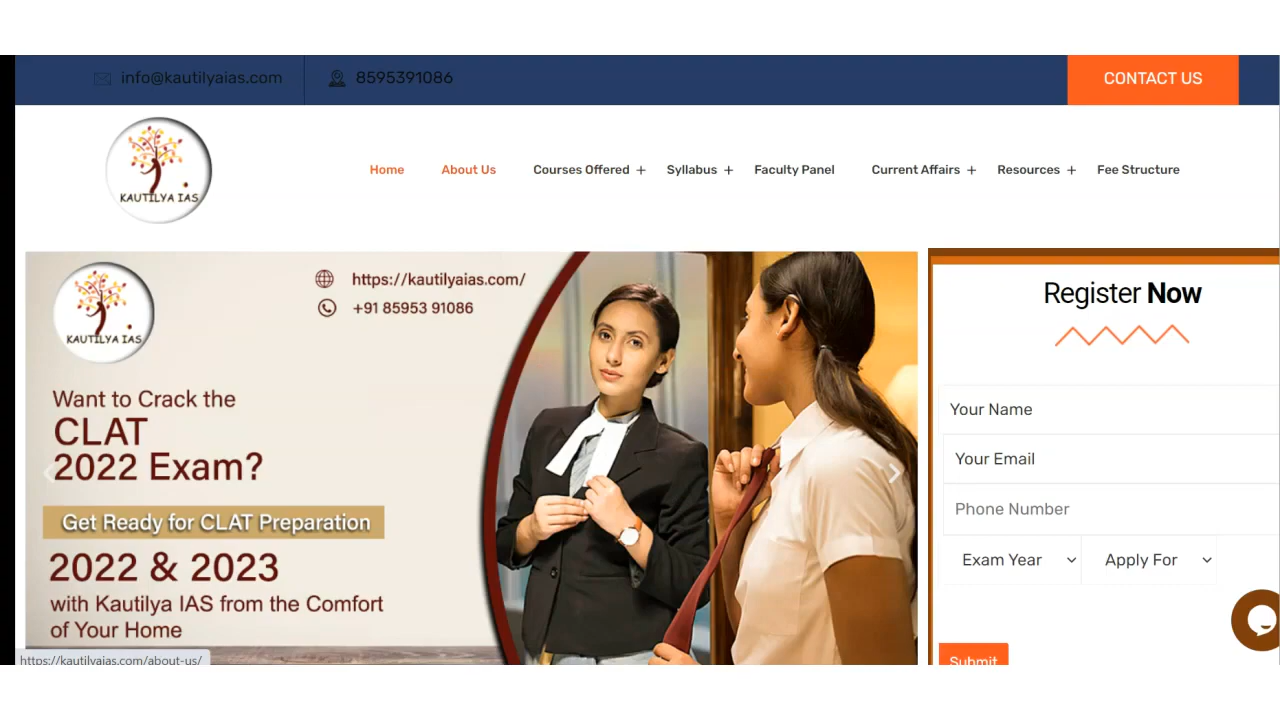 info@kautilyaias.com
8595391086
CONTACT US
KAUTILYA IAS
Home
About Us
Courses Offered +
Syllabus +
Faculty Panel
Current Affairs +
Resources +
Fee Structure
KAUTILYA IAS
https://kautilyaias.com/
+91 85953 91086
Want to Crack the
CLAT
2022 Exam?
Get Ready for CLAT Preparation
2022 & 2023
with Kautilya IAS from the Comfort
of Your Home
Register Now
Your Name
Your Email
Phone Number
Exam Year
Apply For
Submit
https://kautilyaias.com/about-us/